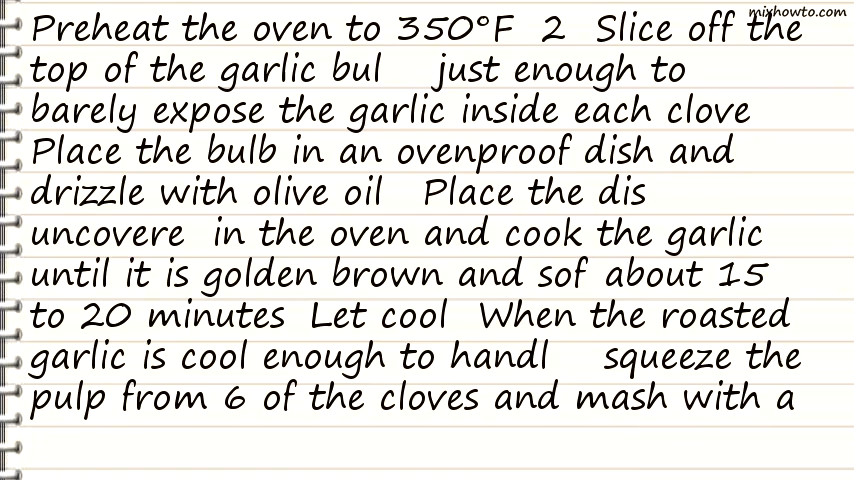 mixhowto.com
Preheat the oven to 350°F 2 Slice off the
top of the garlic bul just enough to
barely expose the garlic inside each clove
Place the bulb in an ovenproof dish and
drizzle with olive oil Place the dis
uncovere in the oven and cook the garlic
until it is golden brown and sof about 15
to 20 minutes Let cool When the roasted
garlic is cool enough to handl squeeze the
pulp from 6 of the cloves and mash with a